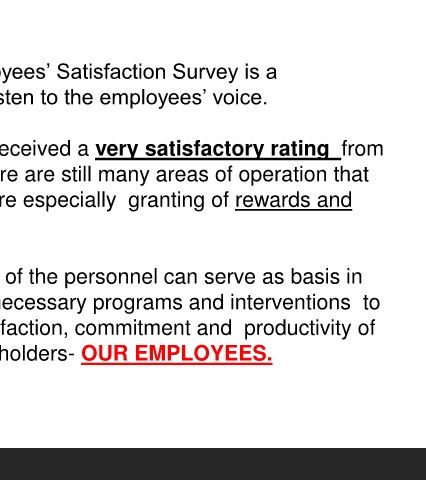 yees’ Satisfaction Survey is a
sten to the employees’ voice.
eceived a very satisfactory rating from
re are still many areas of operation that
re especially granting of rewards and
of the personnel can serve as basis in
necessary programs and interventions to
faction, commitment and productivity of
holders- OUR EMPLOYEES.